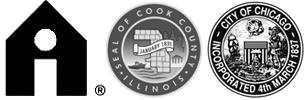 ®
SEAL OF COOK COUNTY
JANUARY 1831
ILLINOIS
CITY OF CHICAGO
INCORPORATED 4th MARCH 1837